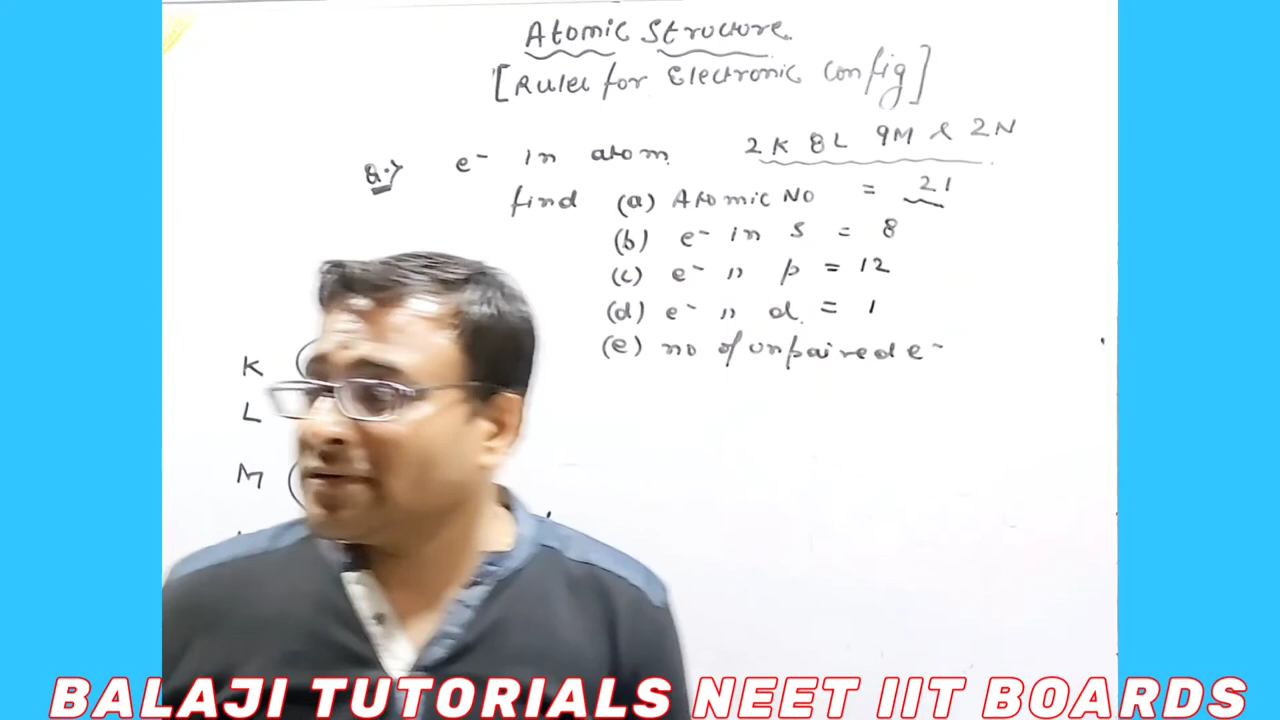 Atomic Structure
[Rules for Electronic Config]
Q.> e- in atom 2K 8L 9M & 2N
find (a) Atomic No = 21
(b) e- in s = 8
(c) e- " p = 12
(d) e- " d = 1
(e) no of unpaired e-
K
L
M
BALAJI TUTORIALS NEET IIT BOARDS